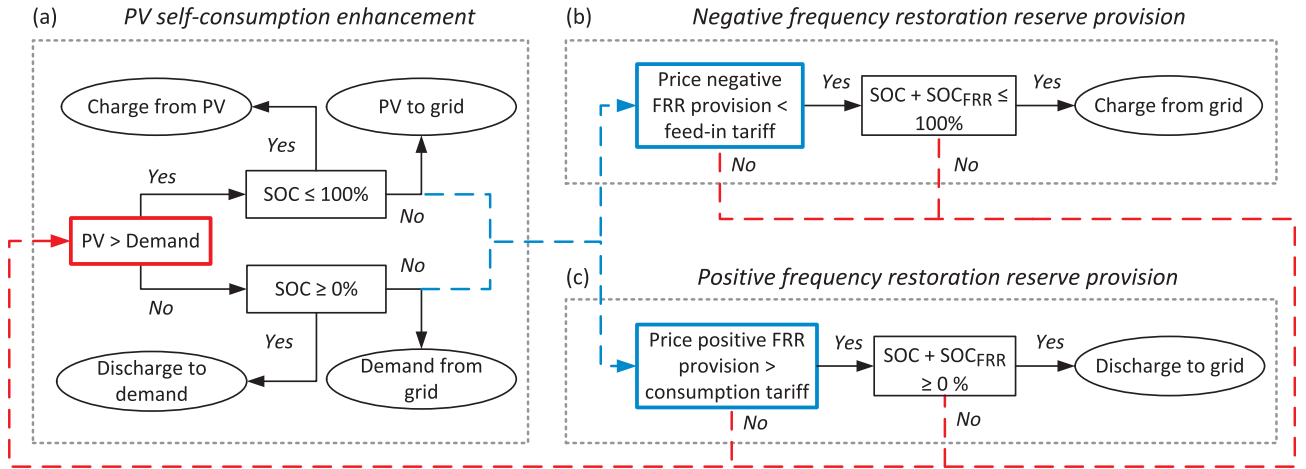 (a)
PV self-consumption enhancement
Charge from PV
PV to grid
Yes
Yes
SOC ≤ 100%
No
PV > Demand
No
SOC ≥ 0%
No
Yes
Discharge to
demand
Demand from
grid
(b)
Negative frequency restoration reserve provision
Price negative
FRR provision <
feed-in tariff
Yes
SOC + SOC_FRR ≤
100%
Yes
Charge from grid
No
No
(c)
Positive frequency restoration reserve provision
Price positive FRR
provision >
consumption tariff
Yes
SOC + SOC_FRR
≥ 0 %
Yes
Discharge to grid
No
No